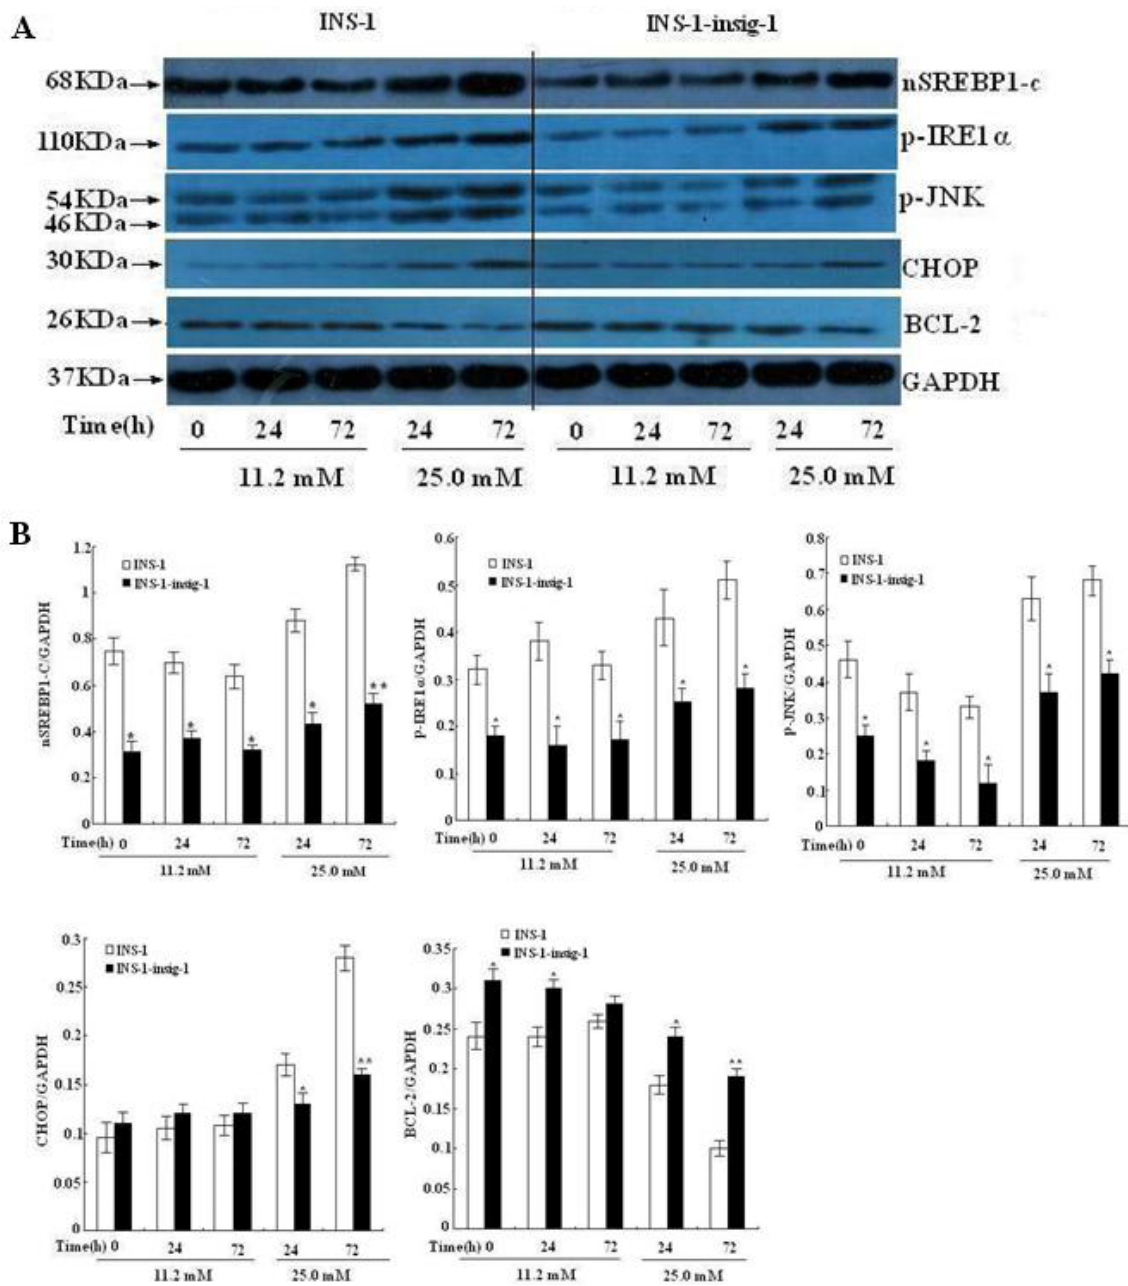 A
INS-1 INS-1-insig-1
68KDa→ nSREBP1-c
110KDa→ p-IRE1α
54KDa→ p-JNK
46KDa→
30KDa→ CHOP
26KDa→ BCL-2
37KDa→ GAPDH
Time(h) 0 24 72 24 72 0 24 72 24 72
11.2 mM 25.0 mM 11.2 mM 25.0 mM
B
nSREBP1-C/GAPDH
1.2
1
0.8
0.6
0.4
0.2
0
INS-1
INS-1-insig-1
* * * * **
Time(h) 0 24 72 24 72
11.2 mM 25.0 mM
P-IRE1α/GAPDH
0.6
0.5
0.4
0.3
0.2
0.1
0
INS-1
INS-1-insig-1
* * * * *
Time(h) 0 24 72 24 72
11.2 mM 25.0 mM
P-JNK/GAPDH
0.8
0.7
0.6
0.5
0.4
0.3
0.2
0.1
0
INS-1
INS-1-insig-1
* * * * *
Time(h) 0 24 72 24 72
11.2 mM 25.0 mM
CHOP/GAPDH
0.3
0.25
0.2
0.15
0.1
0.05
0
INS-1
INS-1-insig-1
* **
Time(h) 0 24 72 24 72
11.2 mM 25.0 mM
BCL-2/GAPDH
0.35
0.3
0.25
0.2
0.15
0.1
0.05
0
INS-1
INS-1-insig-1
* * * **
Time(h) 0 24 72 24 72
11.2 mM 25.0 mM